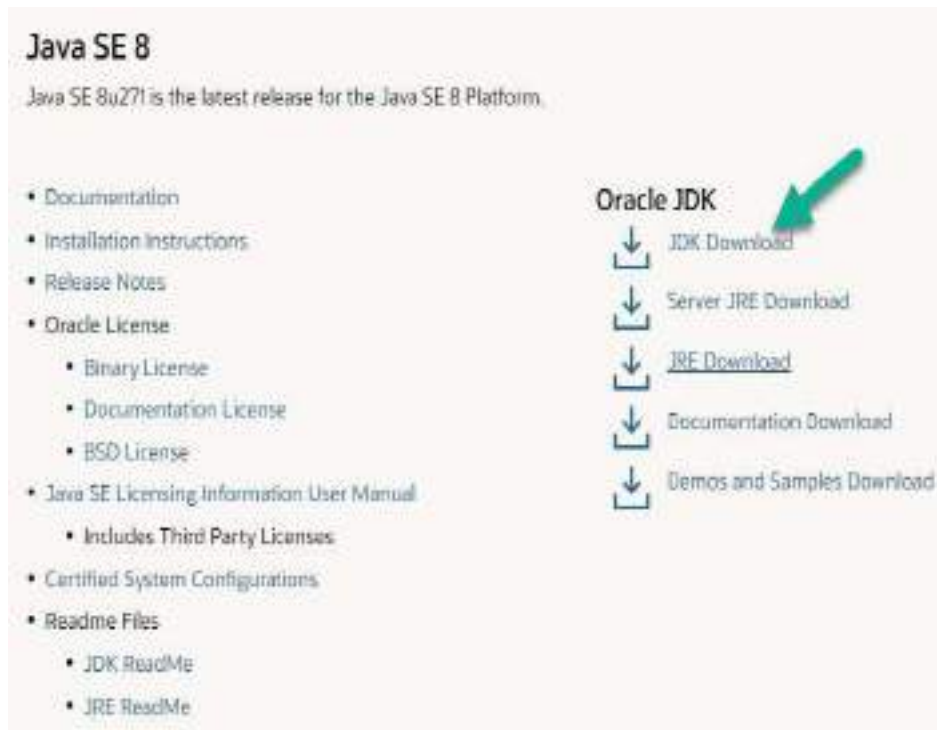 Java SE 8
Java SE 8u271 is the latest release for the Java SE 8 Platform.
Documentation
Installation Instructions
Release Notes
Oracle License
Binary License
Documentation License
BSD License
Java SE Licensing Information User Manual
Includes Third Party Licenses
Certified System Configurations
Readme Files
JDK ReadMe
JRE ReadMe
Oracle JDK
JDK Download
Server JRE Download
JRE Download
Documentation Download
Demos and Samples Download